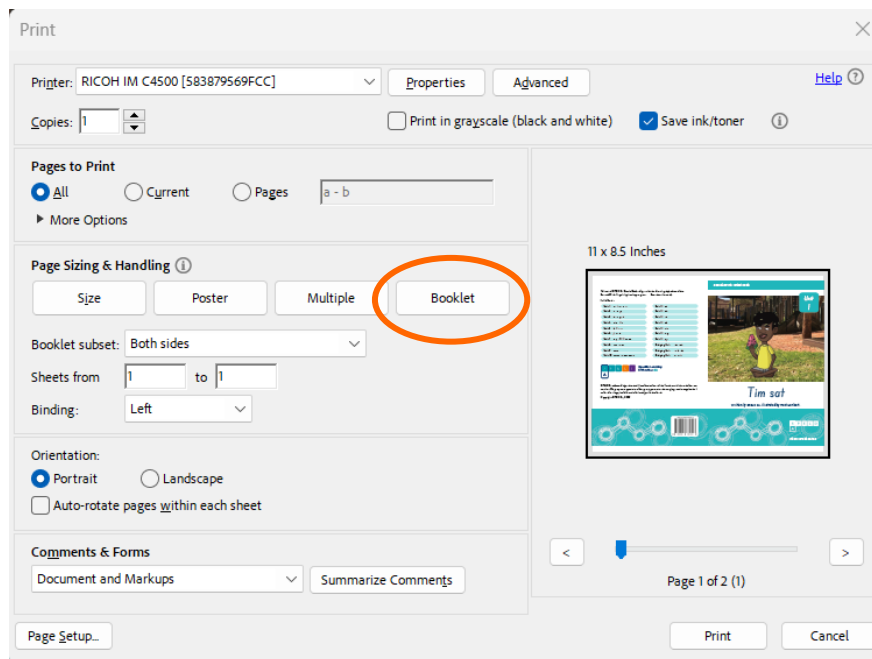 Print
Printer: RICOH IM C4500 [583879569FCC] Properties Advanced Help
Copies: 1 Print in grayscale (black and white) Save ink/toner
Pages to Print
All Current Pages a - b
More Options
Page Sizing & Handling
Size Poster Multiple Booklet
Booklet subset: Both sides
Sheets from 1 to 1
Binding: Left
Orientation:
Portrait Landscape
Auto-rotate pages within each sheet
Comments & Forms
Document and Markups Summarize Comments
Page Setup...
11 x 8.5 Inches
Tim sat
< >
Page 1 of 2 (1)
Print Cancel